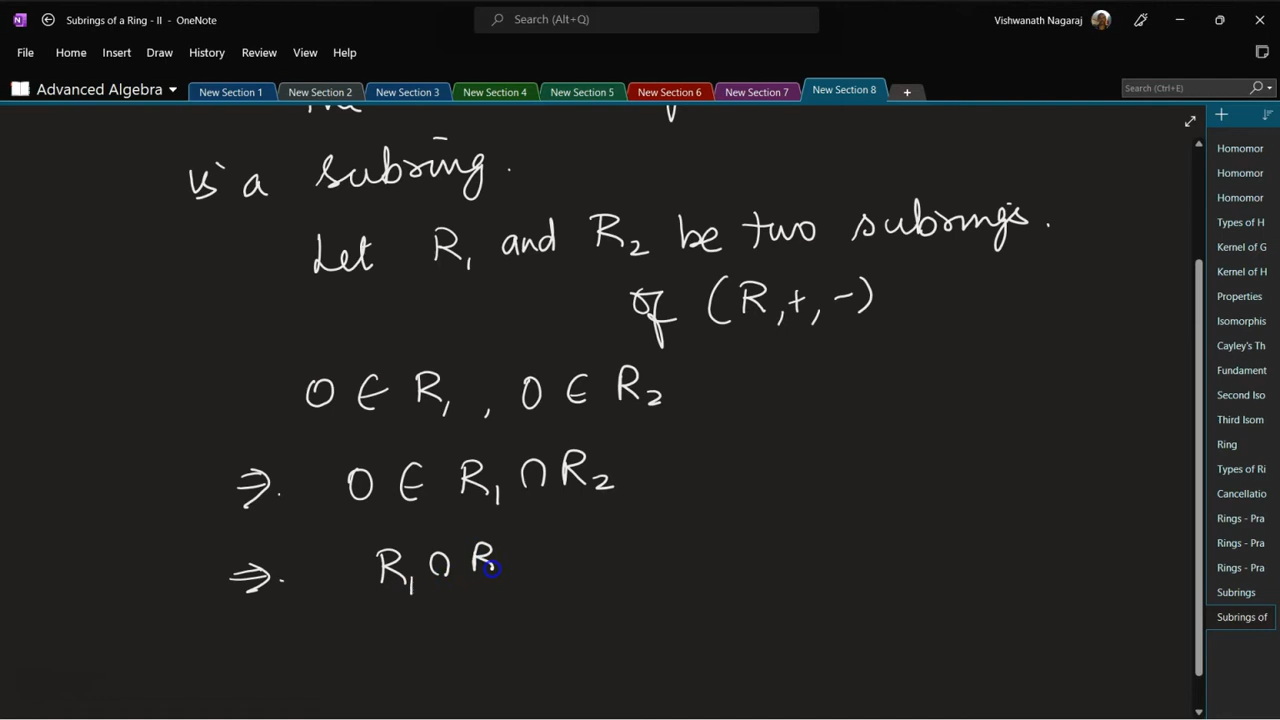 Subrings of a Ring - II - OneNote
Search (Alt+Q)
Vishwanath Nagaraj
File Home Insert Draw History Review View Help
Advanced Algebra
New Section 1 New Section 2 New Section 3 New Section 4 New Section 5 New Section 6 New Section 7 New Section 8 +
Search (Ctrl+E)
is a subring.
Let R₁ and R₂ be two subrings.
of (R,+,-)
0 ∈ R₁, 0 ∈ R₂
⇒. 0 ∈ R₁ ∩ R₂
⇒. R₁ ∩ R
Homomor
Homomor
Homomor
Types of H
Kernel of G
Kernel of H
Properties
Isomorphis
Cayley's Th
Fundament
Second Iso
Third Isom
Ring
Types of Ri
Cancellatio
Rings - Pra
Rings - Pra
Rings - Pra
Subrings
Subrings of